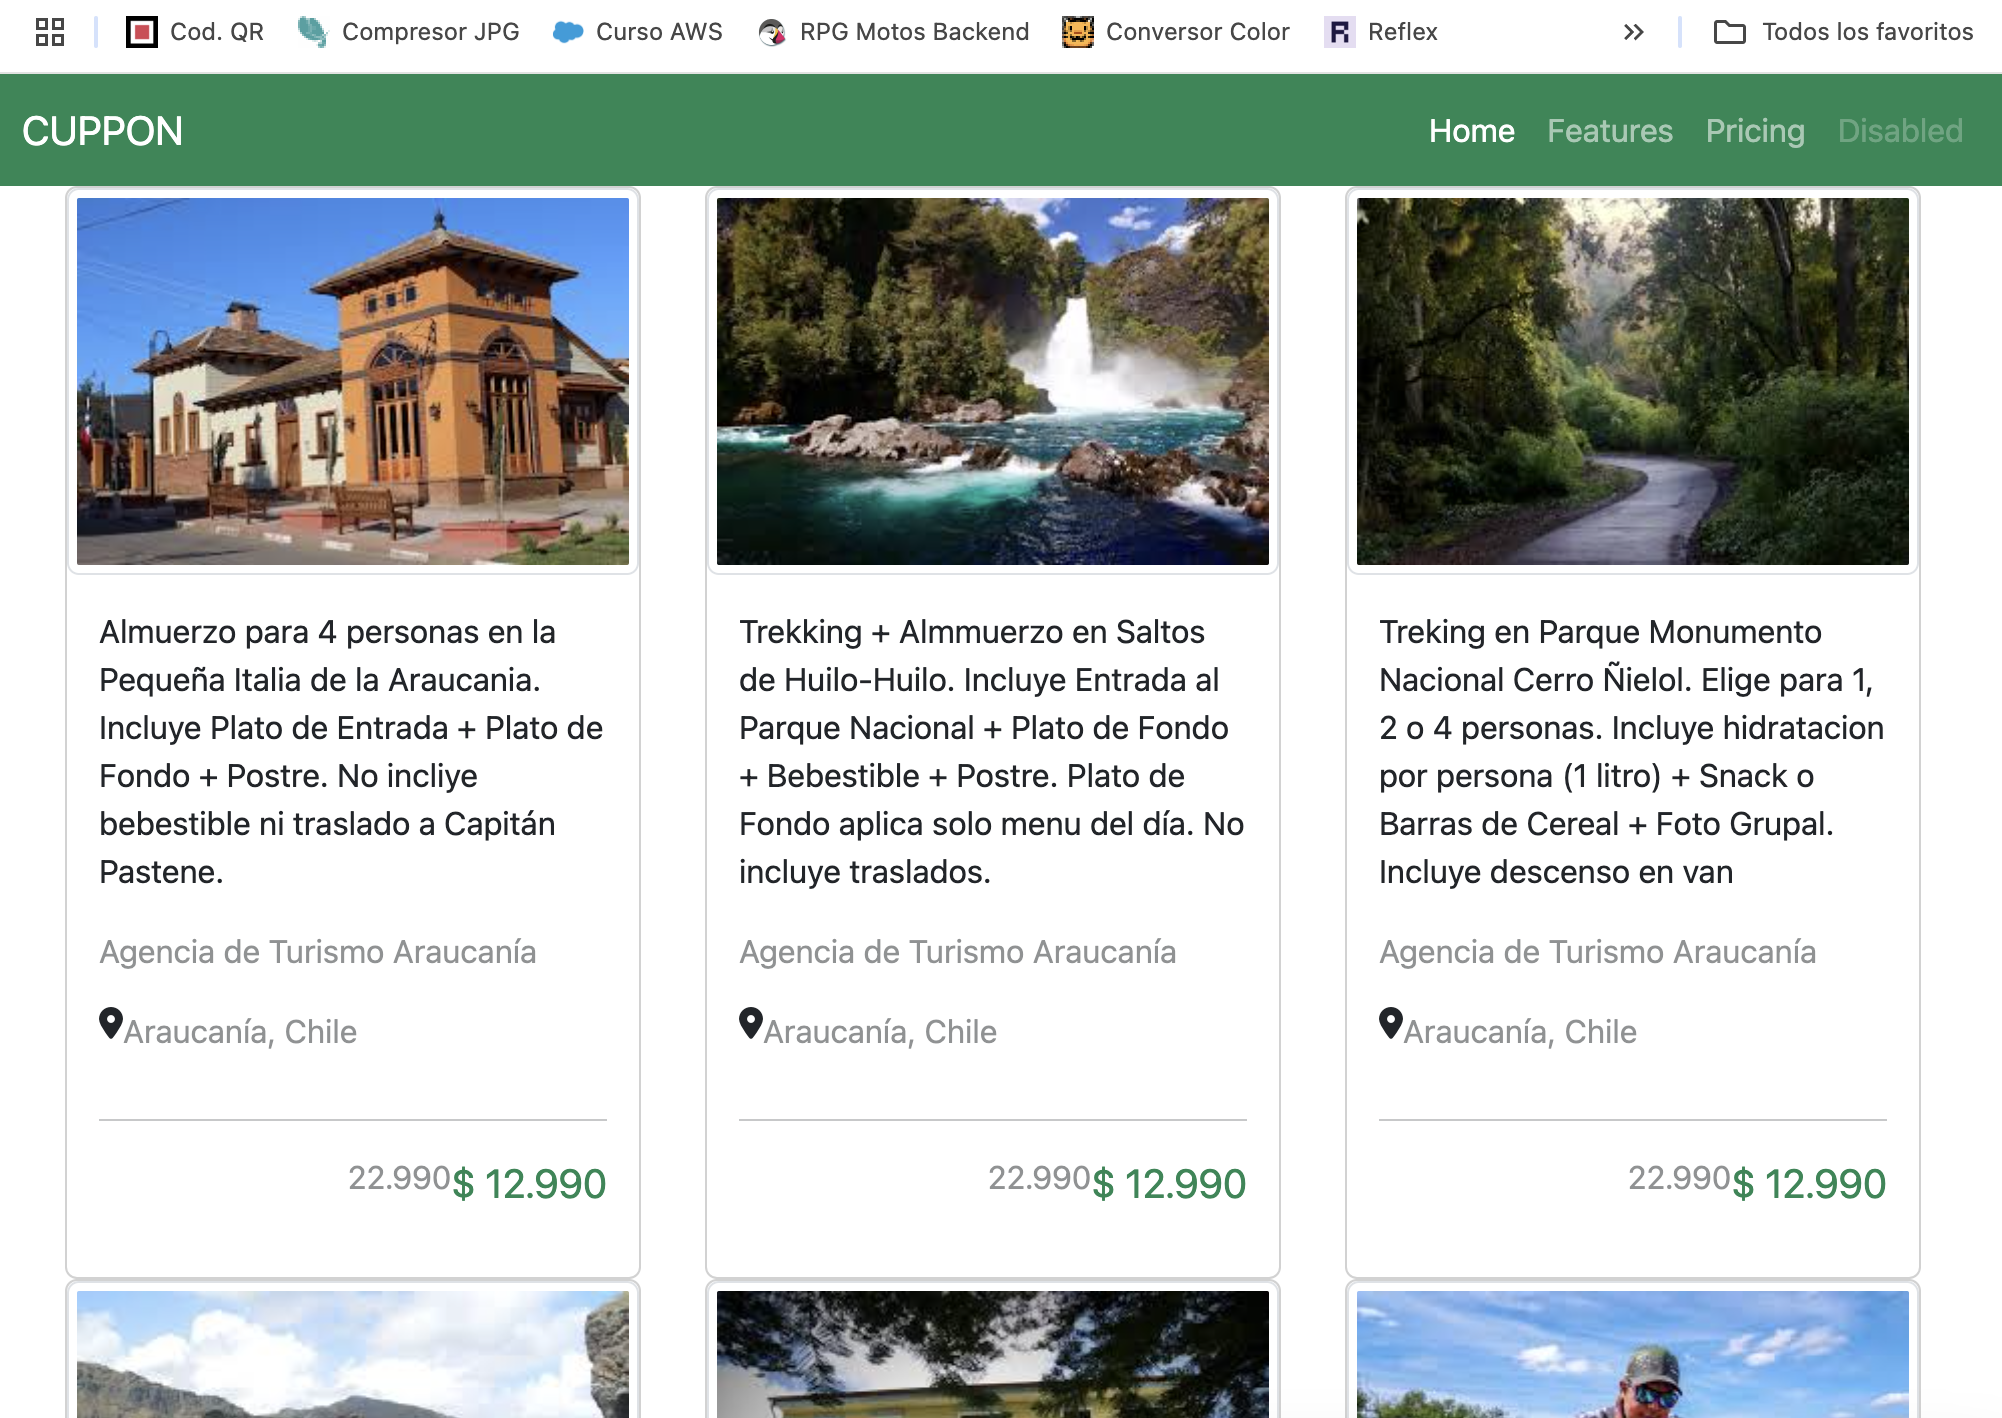 Cod. QR Compresor JPG Curso AWS RPG Motos Backend Conversor Color Reflex Todos los favoritos
CUPPON Home Features Pricing Disabled
Almuerzo para 4 personas en la
Pequeña Italia de la Araucania.
Incluye Plato de Entrada + Plato de
Fondo + Postre. No incliye
bebestible ni traslado a Capitán
Pastene.
Agencia de Turismo Araucanía
Araucanía, Chile
22.990$ 12.990
Trekking + Almmuerzo en Saltos
de Huilo-Huilo. Incluye Entrada al
Parque Nacional + Plato de Fondo
+ Bebestible + Postre. Plato de
Fondo aplica solo menu del día. No
incluye traslados.
Agencia de Turismo Araucanía
Araucanía, Chile
22.990$ 12.990
Treking en Parque Monumento
Nacional Cerro Ñielol. Elige para 1,
2 o 4 personas. Incluye hidratacion
por persona (1 litro) + Snack o
Barras de Cereal + Foto Grupal.
Incluye descenso en van
Agencia de Turismo Araucanía
Araucanía, Chile
22.990$ 12.990